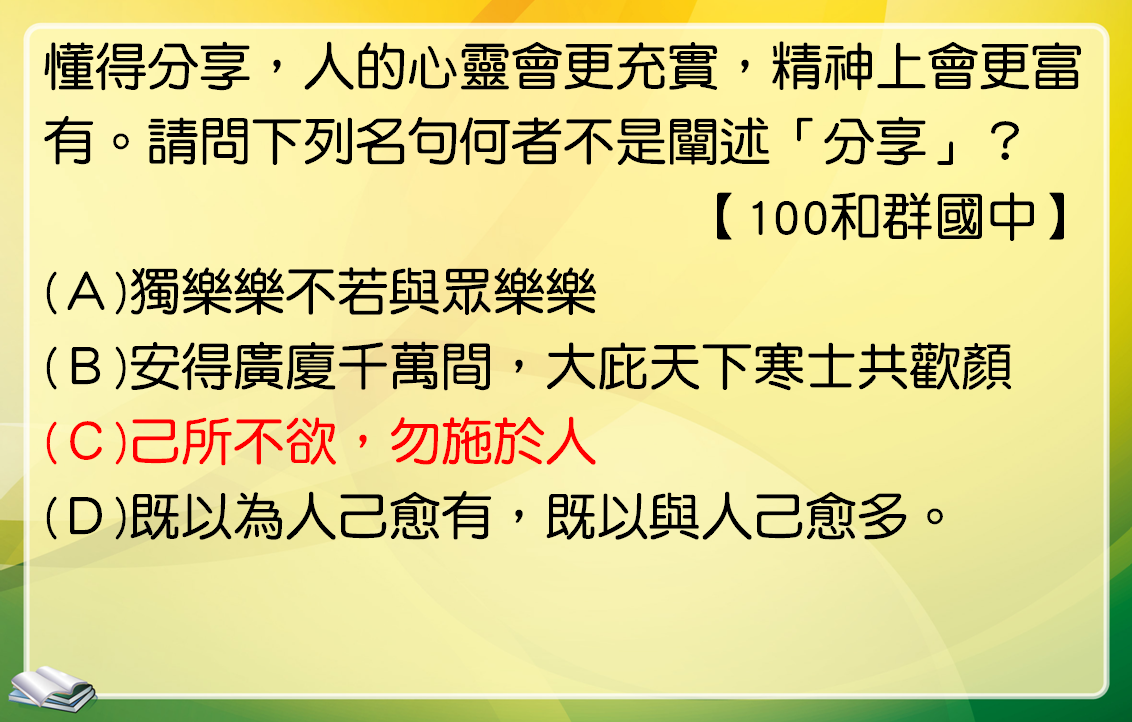 懂得分享，人的心靈會更充實，精神上會更富
有。請問下列名句何者不是闡述「分享」？
【100和群國中】
(Ａ)獨樂樂不若與眾樂樂
(Ｂ)安得廣廈千萬間，大庇天下寒士共歡顏
(Ｃ)己所不欲，勿施於人
(Ｄ)既以為人己愈有，既以與人己愈多。